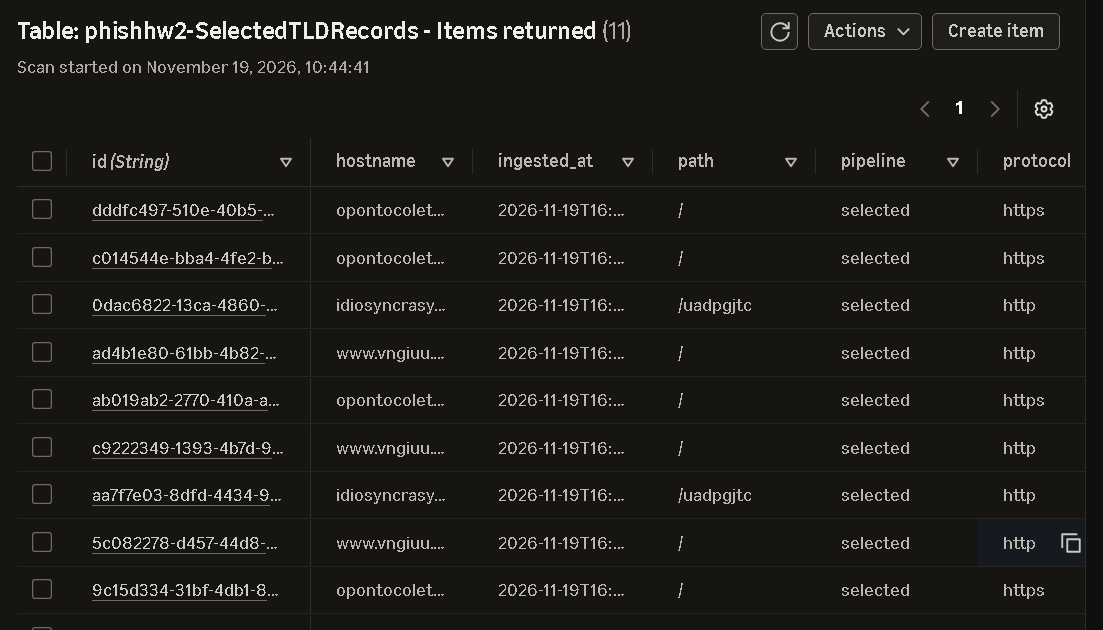 Table: phishhw2-SelectedTLDRecords - Items returned (11)
Actions
Create item
Scan started on November 19, 2026, 10:44:41
1
id (String) hostname ingested_at path pipeline protocol
dddfc497-510e-40b5-... opontocolet... 2026-11-19T16:... / selected https
c014544e-bba4-4fe2-b... opontocolet... 2026-11-19T16:... / selected https
0dac6822-13ca-4860-... idiosyncrasy... 2026-11-19T16:... /uadpgjtc selected http
ad4b1e80-61bb-4b82-... www.vngiuu.... 2026-11-19T16:... / selected http
ab019ab2-2770-410a-a... opontocolet... 2026-11-19T16:... / selected https
c9222349-1393-4b7d-9... www.vngiuu.... 2026-11-19T16:... / selected http
aa7f7e03-8dfd-4434-9... idiosyncrasy... 2026-11-19T16:... /uadpgjtc selected http
5c082278-d457-44d8-... www.vngiuu.... 2026-11-19T16:... / selected http
9c15d334-31bf-4db1-8... opontocolet... 2026-11-19T16:... / selected https